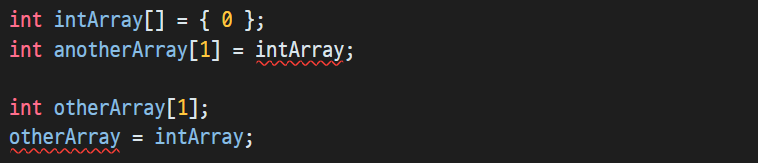 int intArray[] = { 0 };
int anotherArray[1] = intArray;
int otherArray[1];
otherArray = intArray;